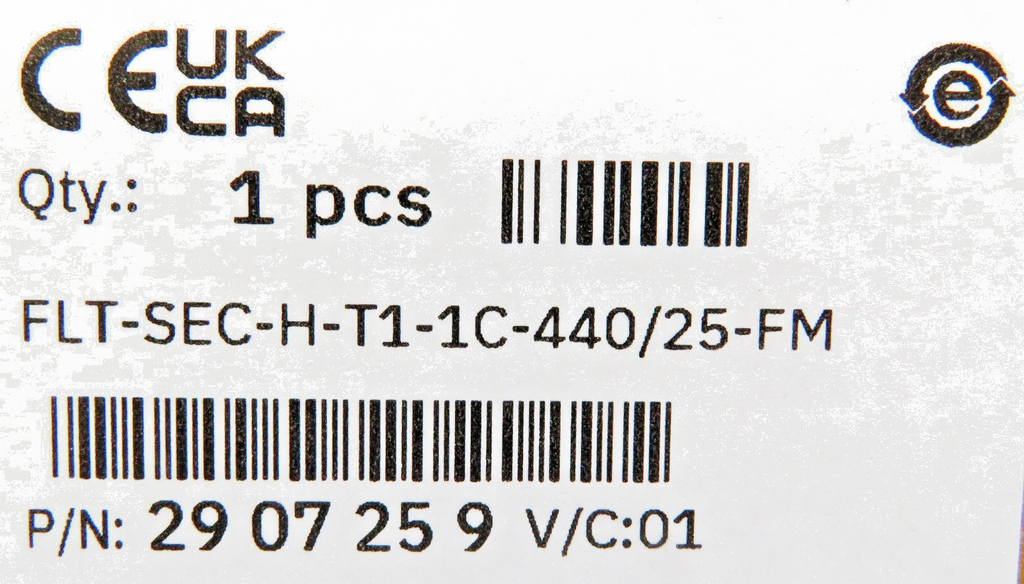 CE UK
CA
e
Qty.: 1 pcs
FLT-SEC-H-T1-1C-440/25-FM
P/N: 29 07 25 9 V/C:01